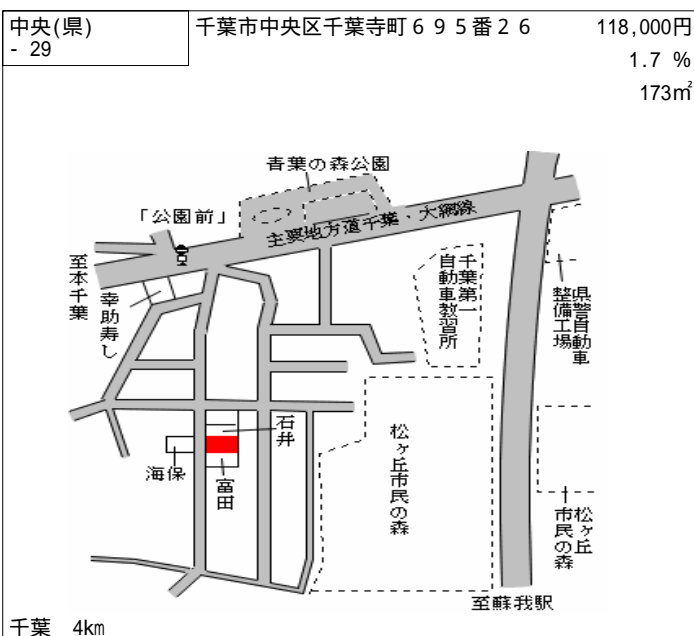 中央(県)
- 29
千葉市中央区千葉寺町６９５番２６
118,000円
1.7 %
173㎡
青葉の森公園
「公園前」
主要地方道千葉、大網線
至本千葉
幸助寿し
千葉第一
自動車教習所
県警自動車
整備工場
石井
海保
富田
松ヶ丘市民の森
松ヶ丘
市民の森
至蘇我駅
千葉 4km